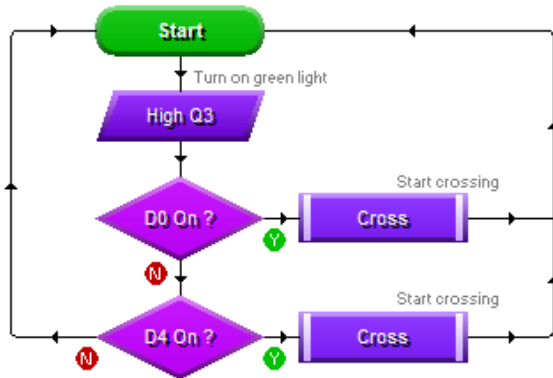 Start
Turn on green light
High Q3
Start crossing
D0 On ?
Cross
Y
N
Start crossing
D4 On ?
Cross
N
Y